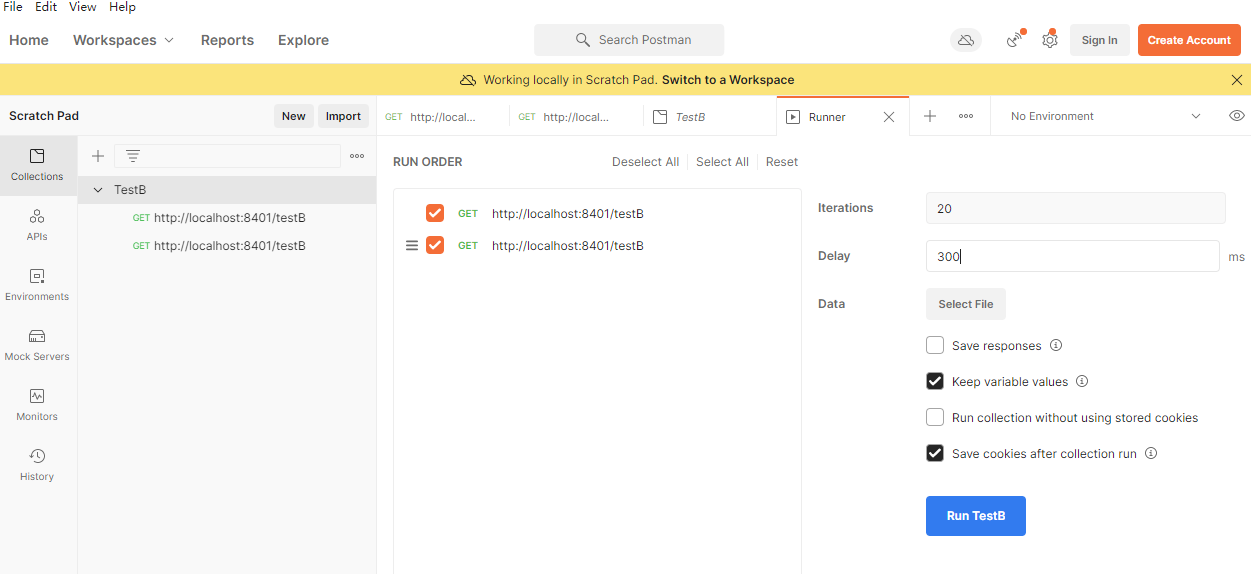 File Edit View Help
Home Workspaces Reports Explore Search Postman Sign In Create Account
Working locally in Scratch Pad. Switch to a Workspace
Scratch Pad New Import GET http://local... GET http://local... TestB Runner No Environment
Collections
APIs
Environments
Mock Servers
Monitors
History
TestB
GET http://localhost:8401/testB
GET http://localhost:8401/testB
RUN ORDER Deselect All Select All Reset
GET http://localhost:8401/testB
GET http://localhost:8401/testB
Iterations 20
Delay 300 ms
Data Select File
Save responses
Keep variable values
Run collection without using stored cookies
Save cookies after collection run
Run TestB